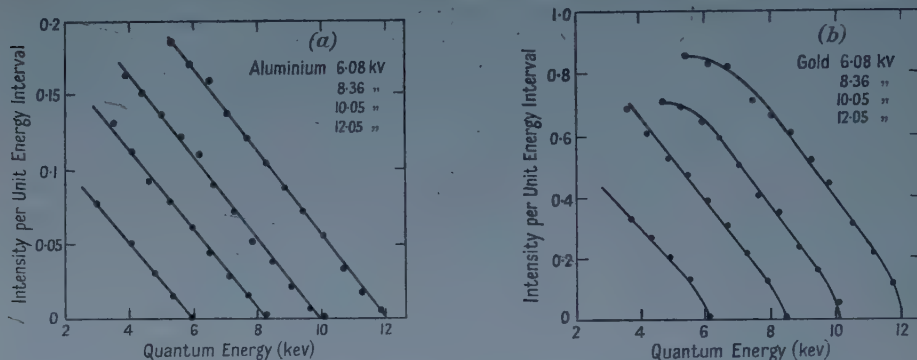 (a)
Aluminium 6·08 kV
8·36 "
10·05 "
12·05 "
Intensity per Unit Energy Interval
0·2
0·15
0·1
0·05
0
2 4 6 8 10 12
Quantum Energy (kev)
(b)
Gold 6·08 kV
8·36 "
10·05 "
12·05 "
Intensity per Unit Energy Interval
1·0
0·8
0·6
0·4
0·2
0
2 4 6 8 10 12
Quantum Energy (kev)